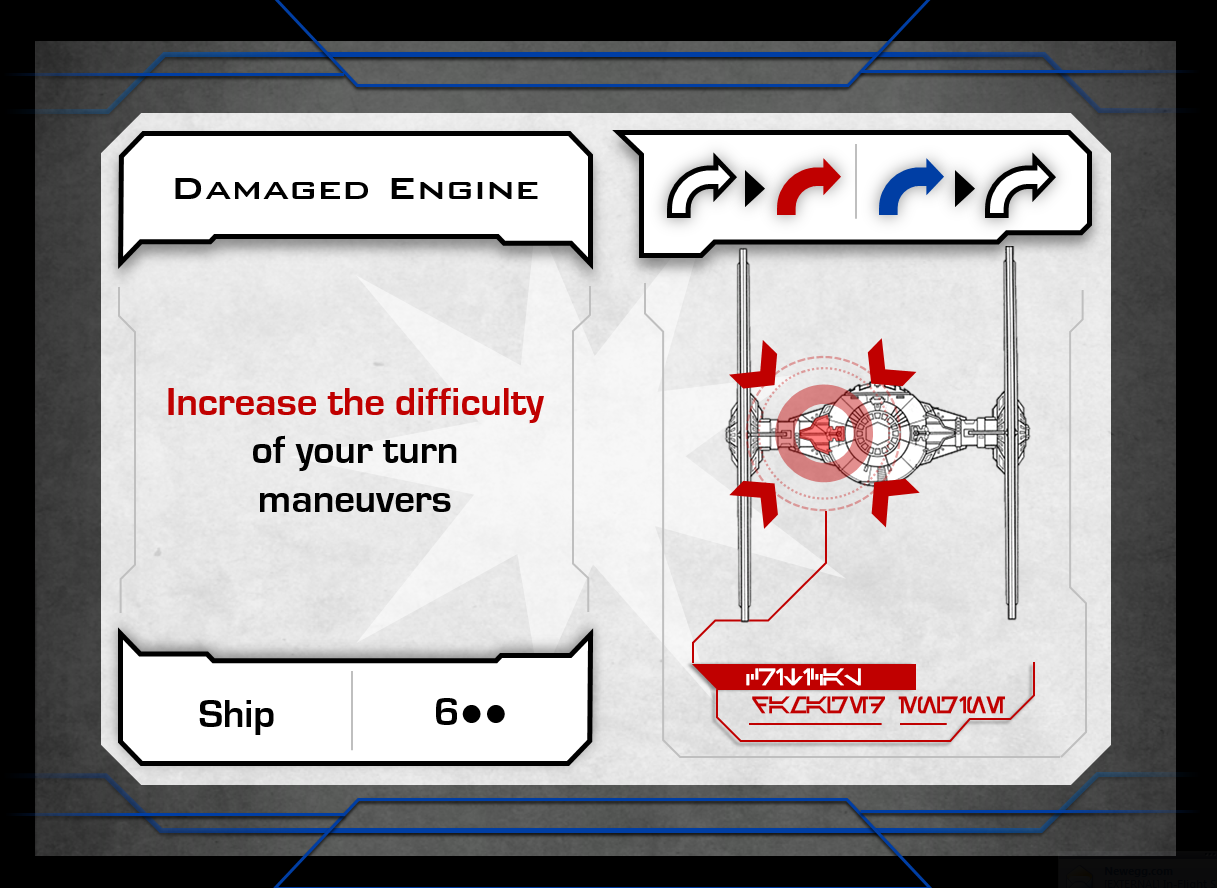 Damaged Engine
Increase the difficulty
of your turn
maneuvers
Ship
6●●